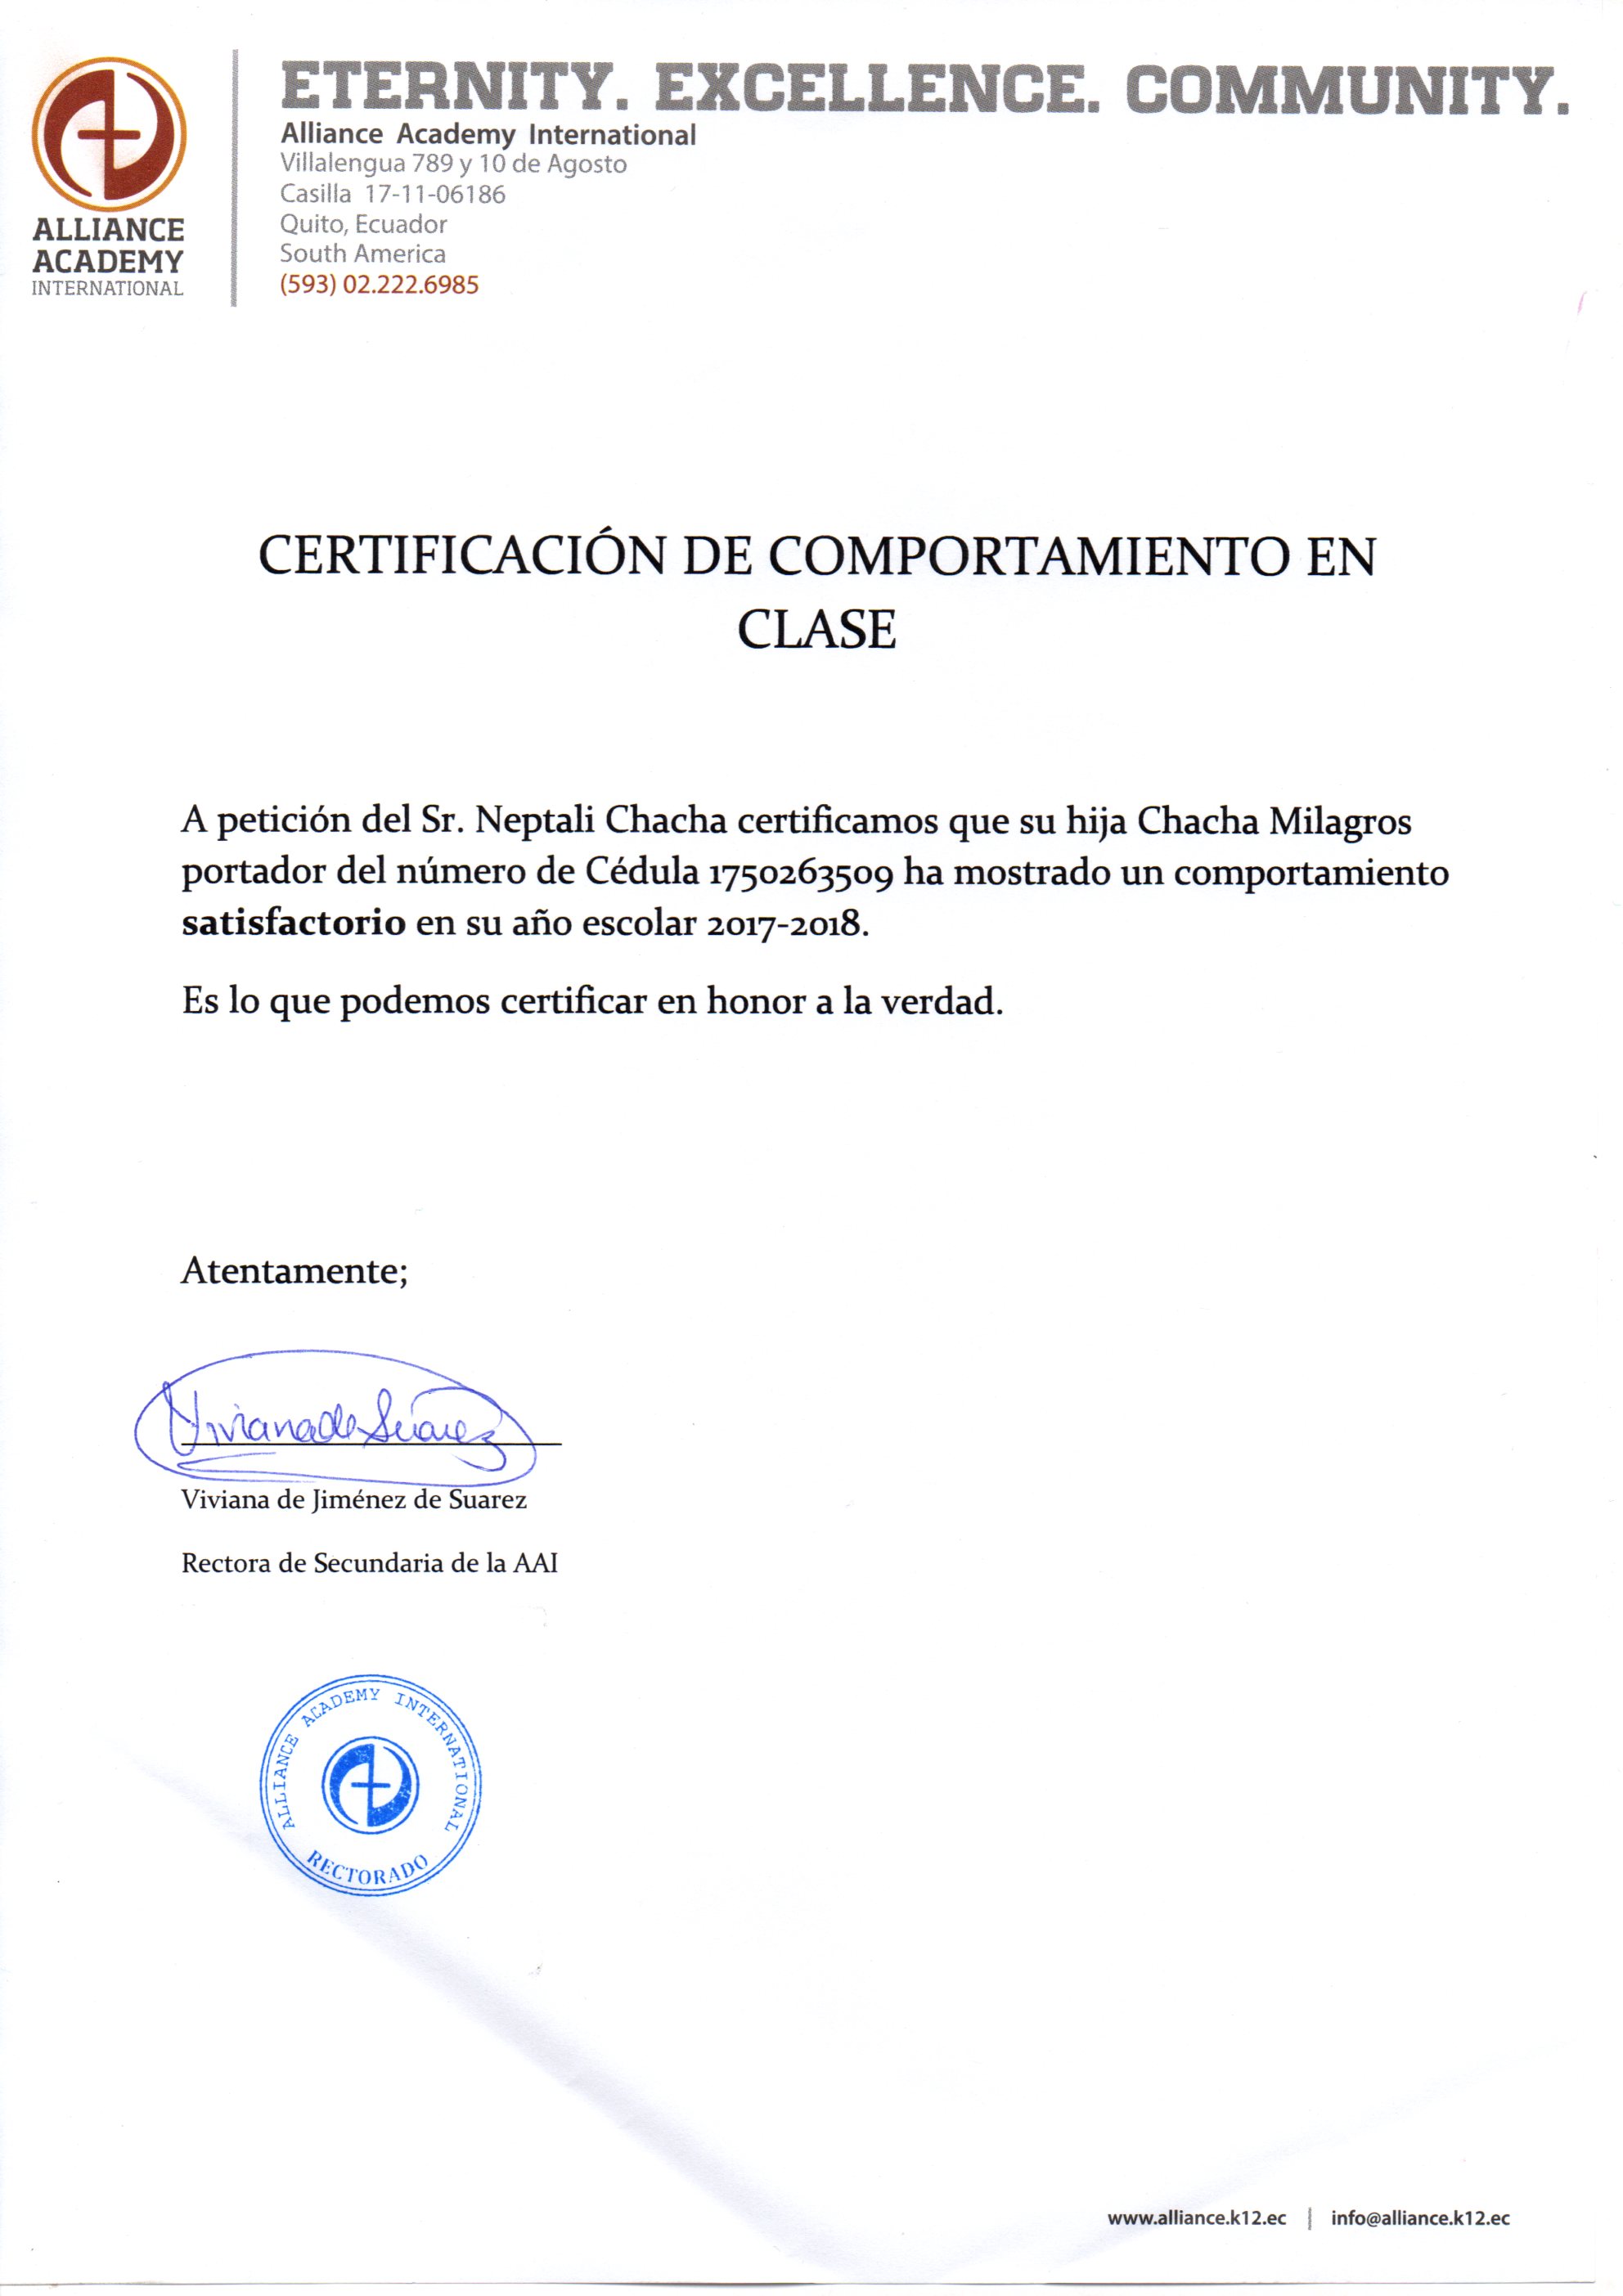 ETERNITY. EXCELLENCE. COMMUNITY.
Alliance Academy International
Villalengua 789 y 10 de Agosto
Casilla 17-11-06186
Quito, Ecuador
South America
(593) 02.222.6985
ALLIANCE
ACADEMY
INTERNATIONAL
CERTIFICACIÓN DE COMPORTAMIENTO EN
CLASE
A petición del Sr. Neptali Chacha certificamos que su hija Chacha Milagros
portador del número de Cédula 1750263509 ha mostrado un comportamiento
satisfactorio en su año escolar 2017-2018.
Es lo que podemos certificar en honor a la verdad.
Atentamente;
Viviana de Suárez
Viviana de Jiménez de Suarez
Rectora de Secundaria de la AAI
ALLIANCE ACADEMY INTERNATIONAL
RECTORADO
www.alliance.k12.ec | info@alliance.k12.ec